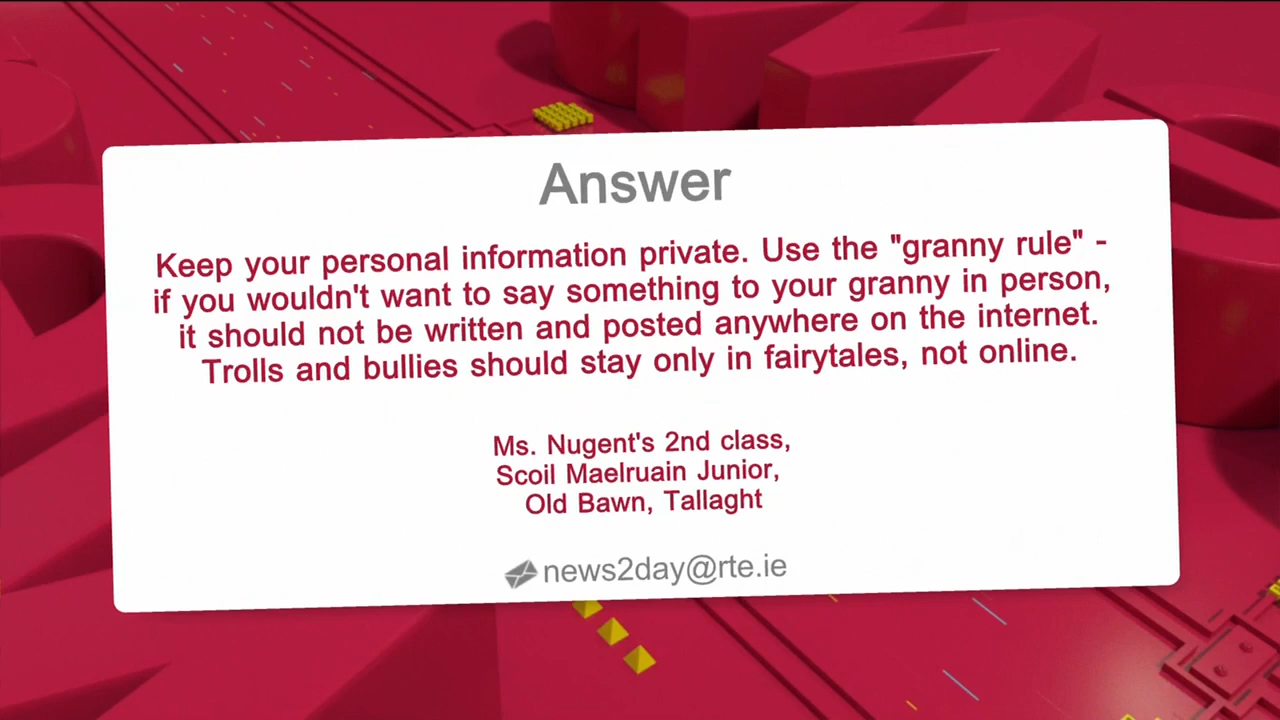 Answer
Keep your personal information private. Use the "granny rule" -
if you wouldn't want to say something to your granny in person,
it should not be written and posted anywhere on the internet.
Trolls and bullies should stay only in fairytales, not online.
Ms. Nugent's 2nd class,
Scoil Maelruain Junior,
Old Bawn, Tallaght
news2day@rte.ie